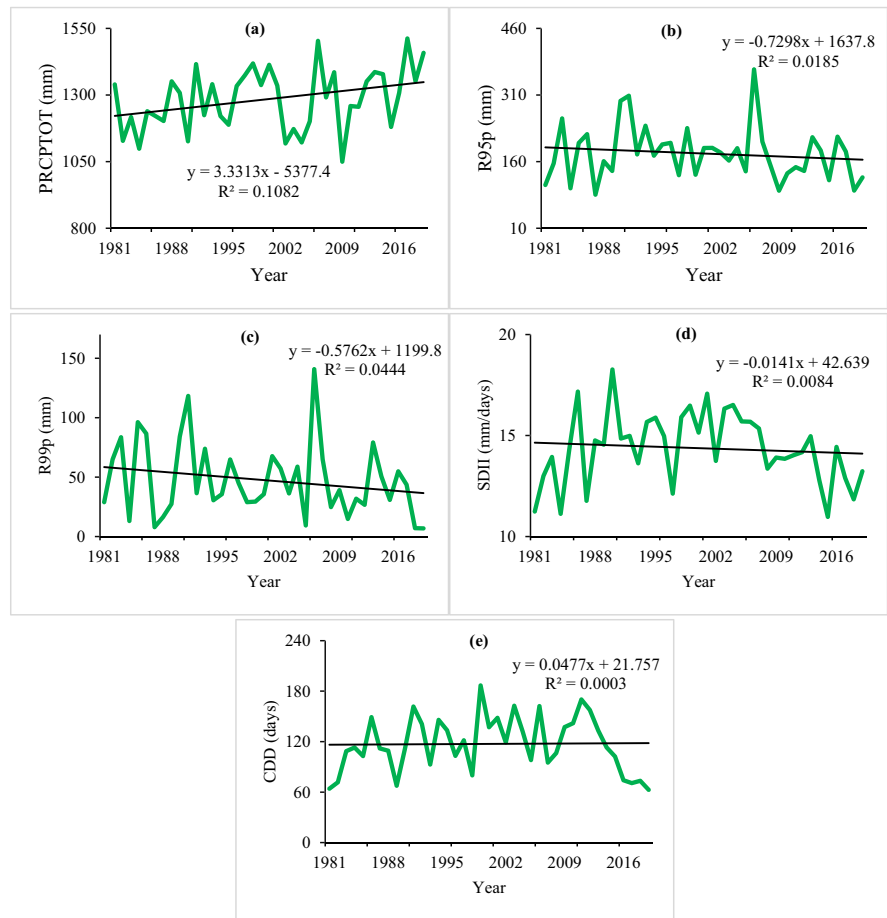 (a)
PRCPTOT (mm)
1550
1300
1050
800
y = 3.3313x - 5377.4
R² = 0.1082
1981 1988 1995 2002 2009 2016
Year
(b)
R95p (mm)
460
310
160
10
y = -0.7298x + 1637.8
R² = 0.0185
1981 1988 1995 2002 2009 2016
Year
(c)
R99p (mm)
150
100
50
0
y = -0.5762x + 1199.8
R² = 0.0444
1981 1988 1995 2002 2009 2016
Year
(d)
SDII (mm/days)
20
15
10
y = -0.0141x + 42.639
R² = 0.0084
1981 1988 1995 2002 2009 2016
Year
(e)
CDD (days)
240
180
120
60
0
y = 0.0477x + 21.757
R² = 0.0003
1981 1988 1995 2002 2009 2016
Year